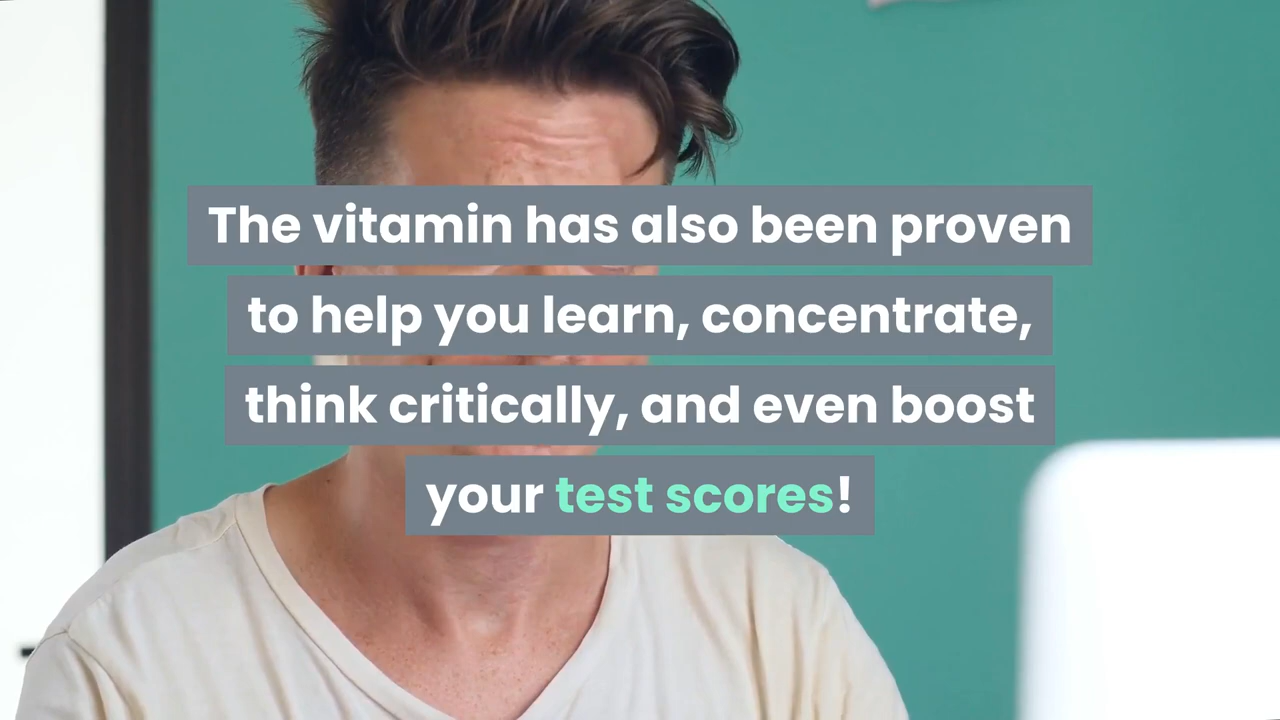 The vitamin has also been proven
to help you learn, concentrate,
think critically, and even boost
your test scores!